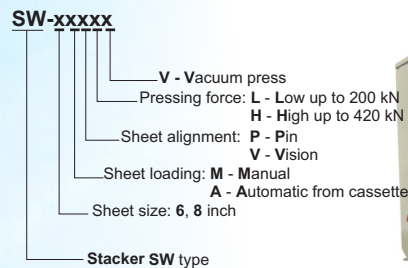 SW-xxxxx
V - Vacuum press
Pressing force: L - Low up to 200 kN
H - High up to 420 kN
Sheet alignment: P - Pin
V - Vision
Sheet loading: M - Manual
A - Automatic from cassette
Sheet size: 6, 8 inch
Stacker SW type